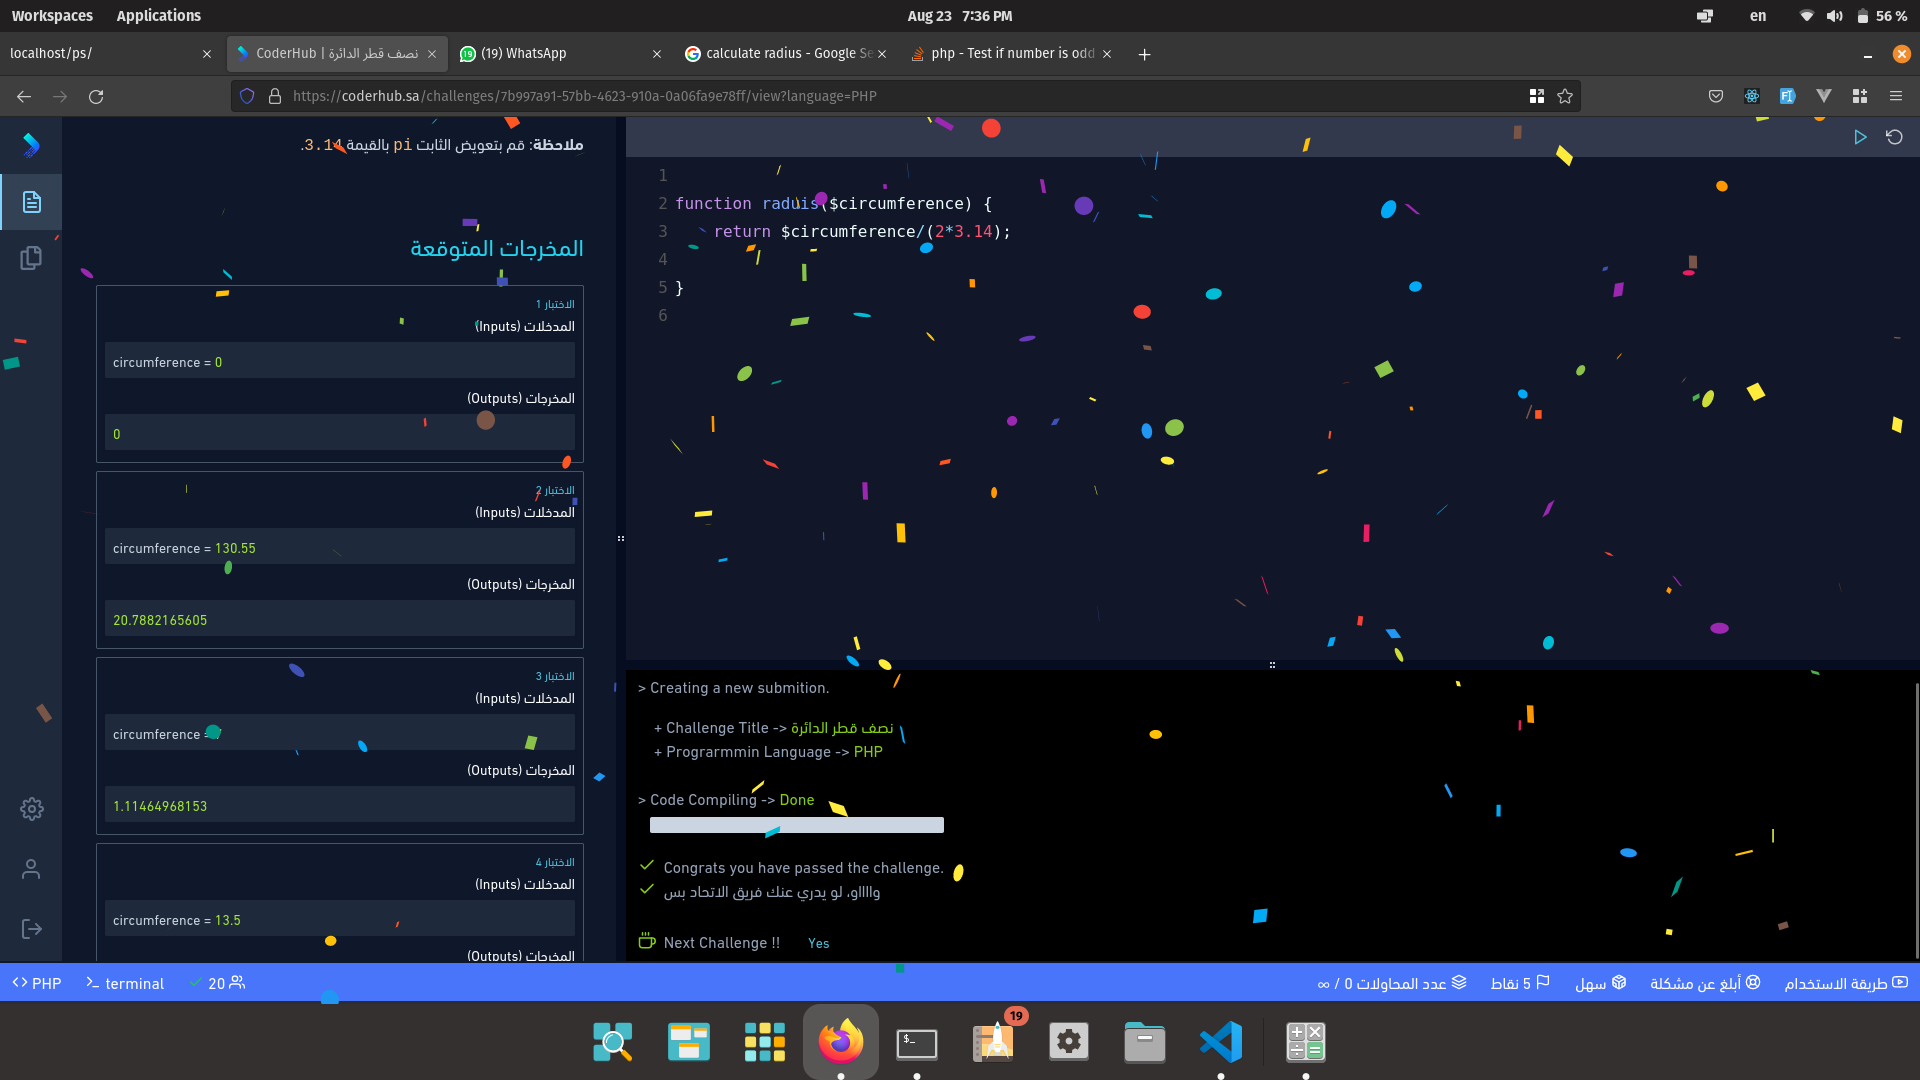 Workspaces
Applications
Aug 23 7:36 PM
en
56 %
localhost/ps/
CoderHub | نصف قطر الدائرة
(19) WhatsApp
calculate radius - Google Se
php - Test if number is odd
https://coderhub.sa/challenges/7b997a91-57bb-4623-910a-0a06fa9e78ff/view?language=PHP
ملاحظة: قم بتعويض الثابت pi بالقيمة 3.14.
المخرجات المتوقعة
الاختبار 1
المدخلات (Inputs)
circumference = 0
المخرجات (Outputs)
0
الاختبار 2
المدخلات (Inputs)
circumference = 130.55
المخرجات (Outputs)
20.7882165605
الاختبار 3
المدخلات (Inputs)
circumference =
المخرجات (Outputs)
1.11464968153
الاختبار 4
المدخلات (Inputs)
circumference = 13.5
المخرجات (Outputs)
1
2 function raduis($circumference) {
3 return $circumference/(2*3.14);
4
5 }
6
> Creating a new submition.
+ Challenge Title -> نصف قطر الدائرة
+ Prograrmmin Language -> PHP
> Code Compiling -> Done
Congrats you have passed the challenge.
واااااو، لو يدري عنك فريق الاتحاد بس
Next Challenge !! Yes
PHP
terminal
20
عدد المحاولات 0 / ∞
5 نقاط
سهل
أبلغ عن مشكلة
طريقة الاستخدام
19